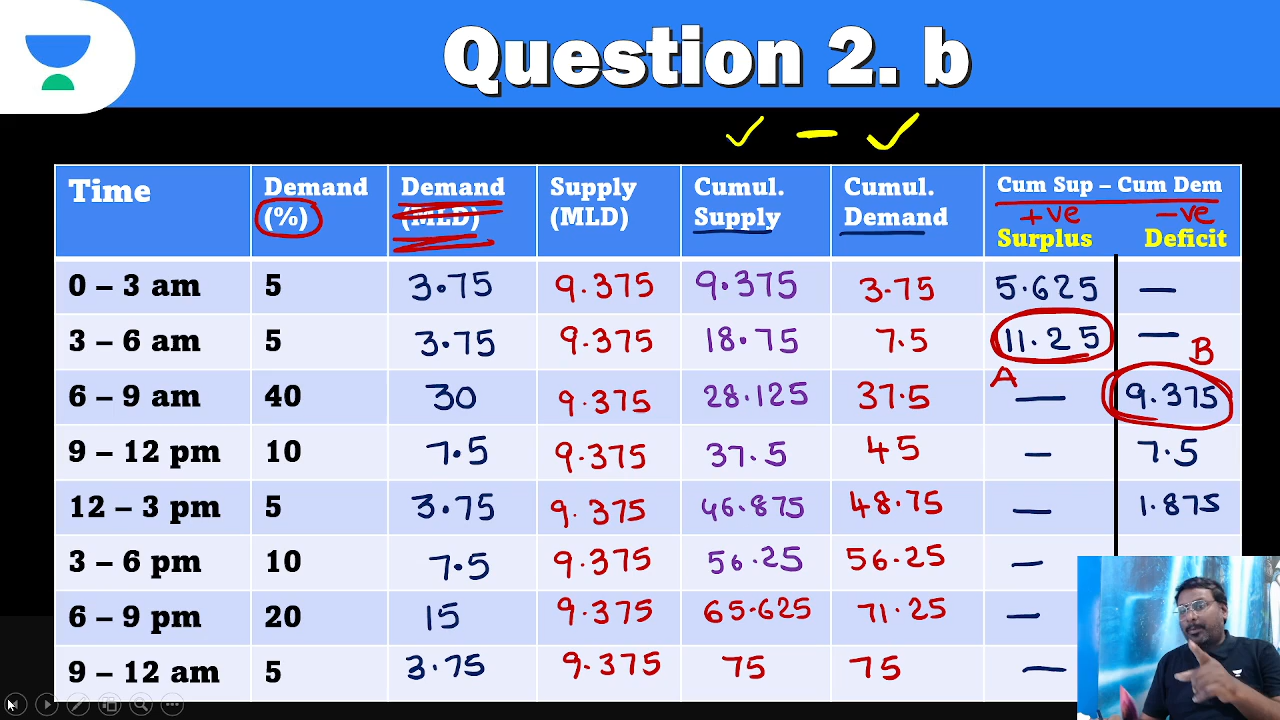 Question 2. b
✓ – ✓
Time Demand (%) Demand (MLD) Supply (MLD) Cumul. Supply Cumul. Demand Cum Sup – Cum Dem
+ve -ve
Surplus Deficit
0 – 3 am 5 3.75 9.375 9.375 3.75 5.625 —
3 – 6 am 5 3.75 9.375 18.75 7.5 11.25 —
A B
6 – 9 am 40 30 9.375 28.125 37.5 — 9.375
9 – 12 pm 10 7.5 9.375 37.5 45 — 7.5
12 – 3 pm 5 3.75 9.375 46.875 48.75 — 1.875
3 – 6 pm 10 7.5 9.375 56.25 56.25 —
6 – 9 pm 20 15 9.375 65.625 71.25 —
9 – 12 am 5 3.75 9.375 75 75 —